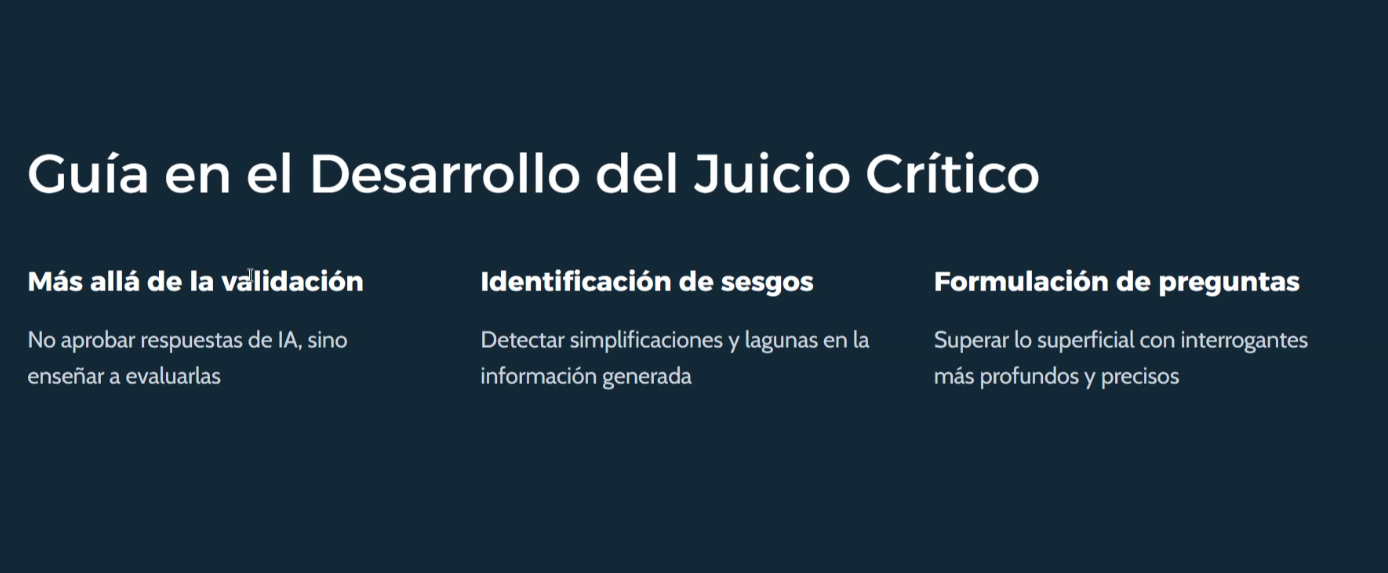 Guía en el Desarrollo del Juicio Crítico
Más allá de la validación
No aprobar respuestas de IA, sino
enseñar a evaluarlas
Identificación de sesgos
Detectar simplificaciones y lagunas en la
información generada
Formulación de preguntas
Superar lo superficial con interrogantes
más profundos y precisos